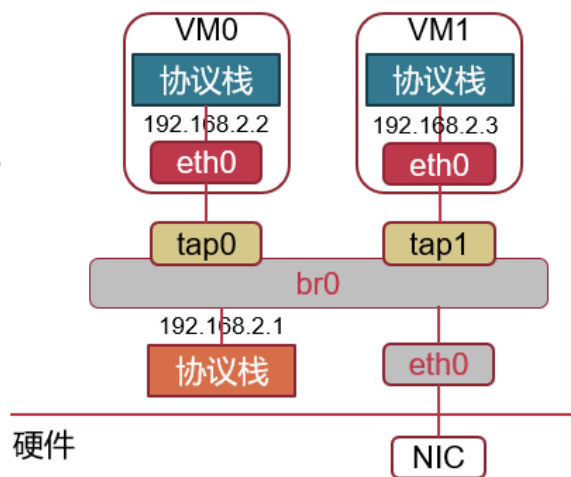 VM0
VM1
协议栈
协议栈
192.168.2.2
192.168.2.3
eth0
eth0
tap0
tap1
br0
192.168.2.1
协议栈
eth0
硬件
NIC